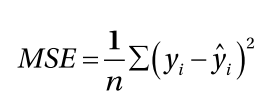 MSE = 1/n Σ(yᵢ − ŷᵢ)²